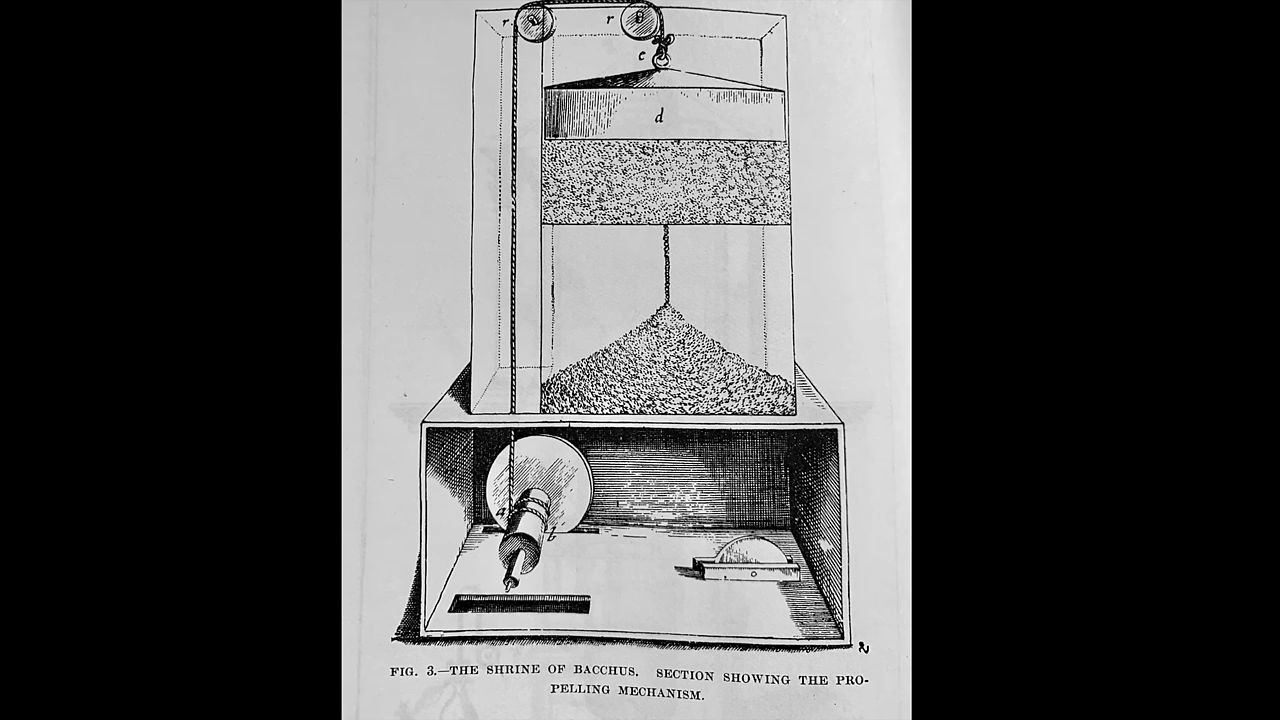 r r
c
d
b
FIG. 3.—THE SHRINE OF BACCHUS. SECTION SHOWING THE PRO-
PELLING MECHANISM.